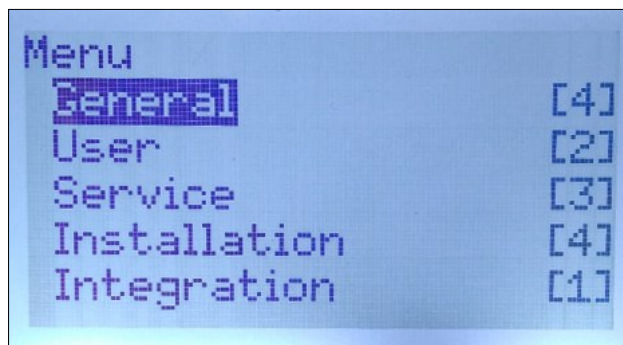 Menu
General [4]
User [2]
Service [3]
Installation [4]
Integration [1]